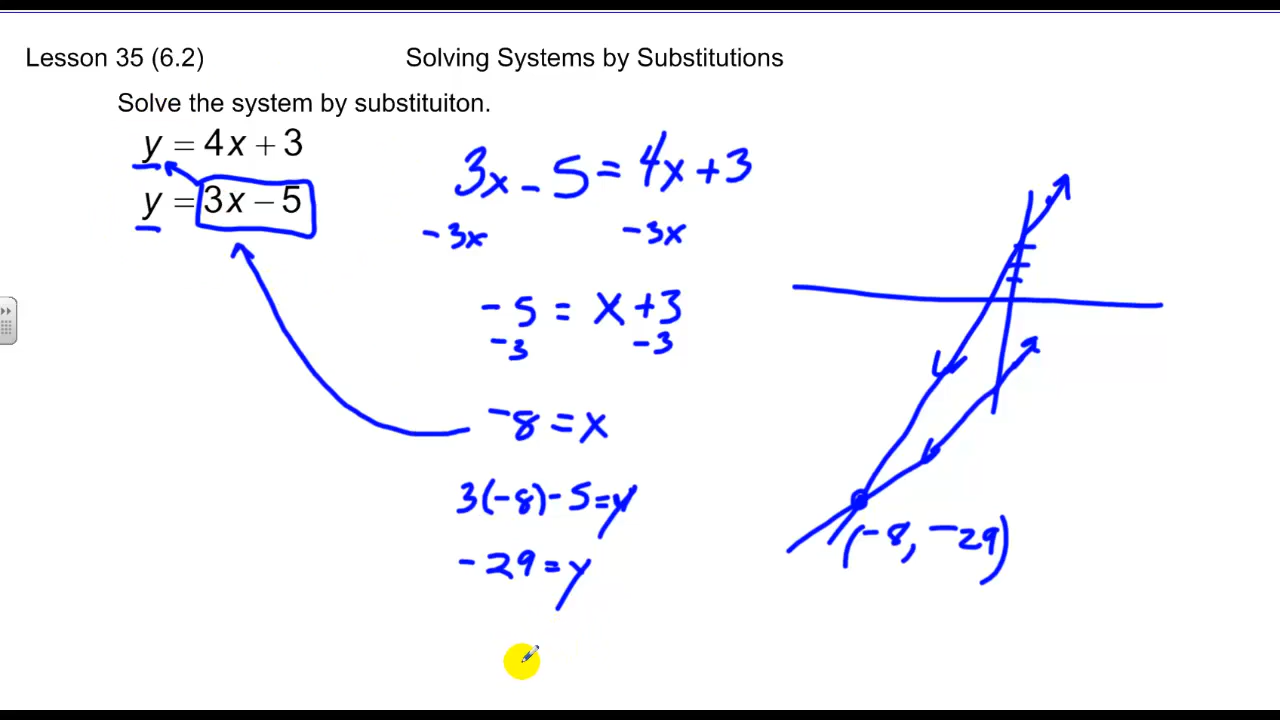 Lesson 35 (6.2) Solving Systems by Substitutions
Solve the system by substituiton.
y = 4x + 3
y = 3x − 5
3x - 5 = 4x + 3
-3x -3x
-5 = x + 3
-3 -3
-8 = x
3(-8) - 5 = y
-29 = y
(-8, -29)